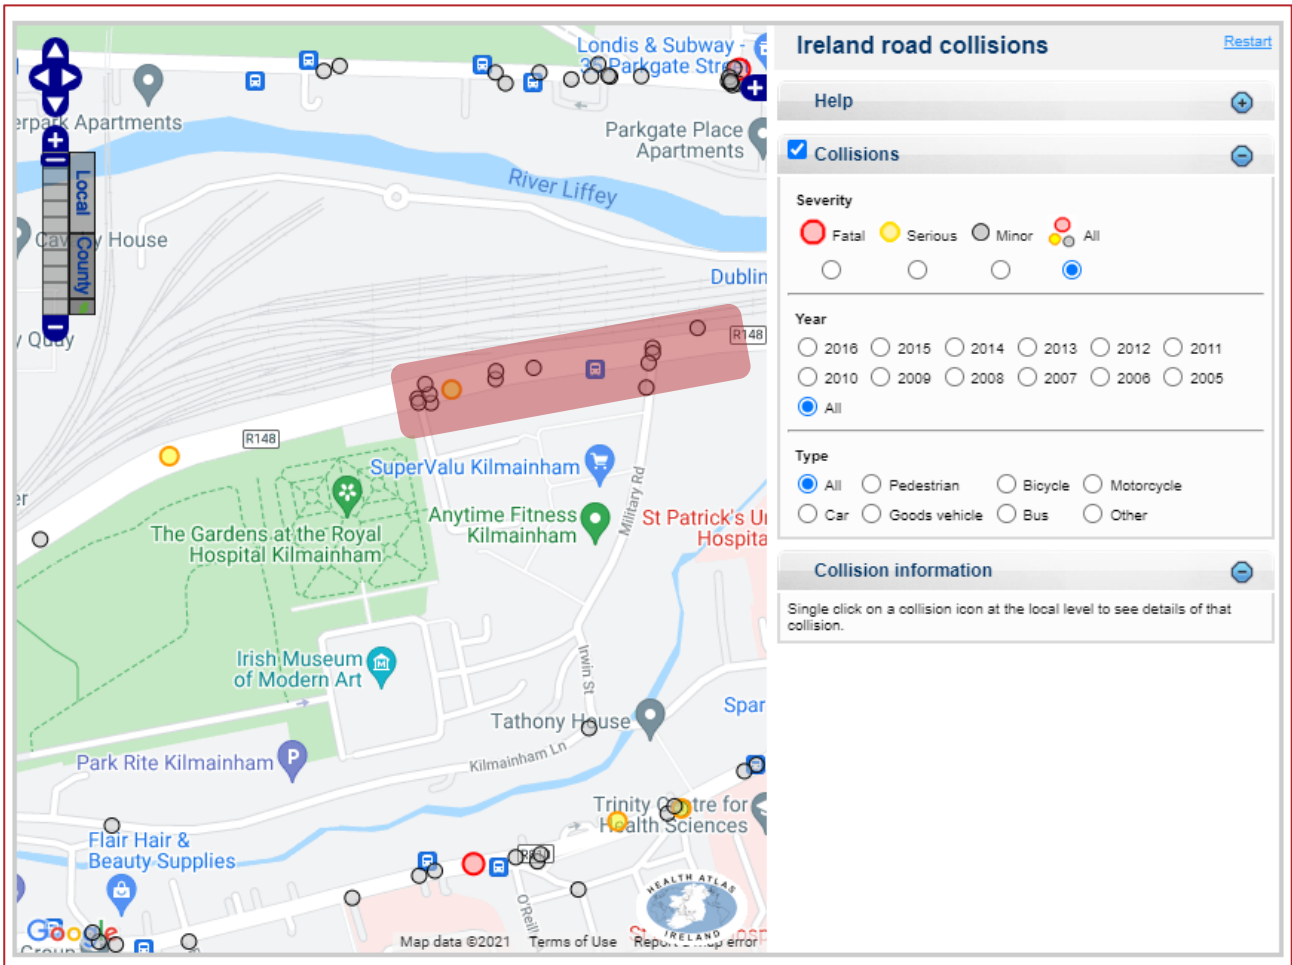 Londis & Subway -
35 Parkgate Stre
erpark Apartments
Parkgate Place
Apartments
River Liffey
Local
County
House
Dublin
y Quay
R148
R148
SuperValu Kilmainham
Military Rd
Anytime Fitness
Kilmainham
St Patrick's U
Hospita
The Gardens at the Royal
Hospital Kilmainham
er
Irish Museum
of Modern Art
Irwin St
Tathony House
Spar
Kilmainham Ln
Park Rite Kilmainham
P
Trinity Centre for
Health Sciences
Flair Hair &
Beauty Supplies
O'Reill
HEALTH ATLAS
IRELAND
Google
Group
Map data ©2021 Terms of Use Report a map error
Ireland road collisions
Restart
Help
Collisions
Severity
Fatal Serious Minor All
Year
2016 2015 2014 2013 2012 2011
2010 2009 2008 2007 2006 2005
All
Type
All Pedestrian Bicycle Motorcycle
Car Goods vehicle Bus Other
Collision information
Single click on a collision icon at the local level to see details of that
collision.